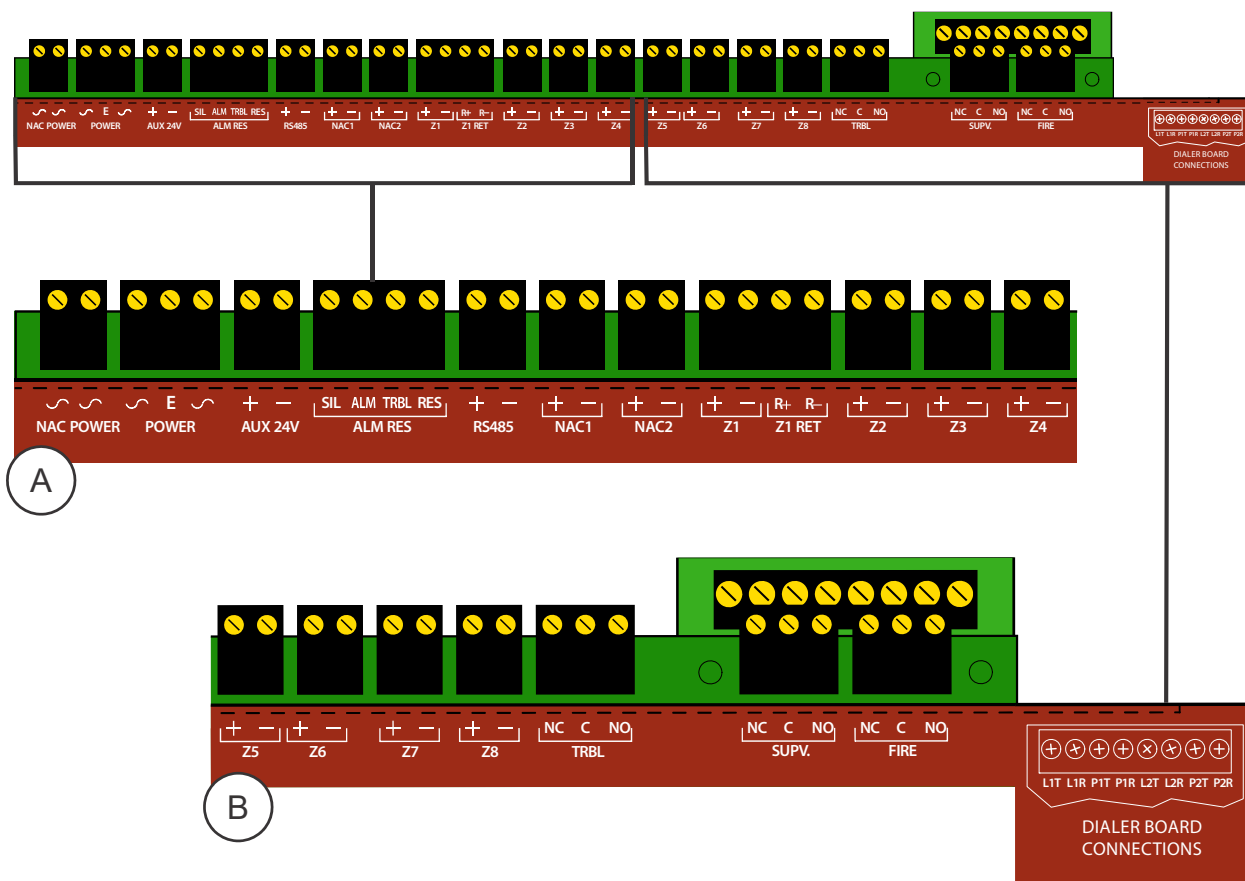 E
SIL ALM TRBL RES
R+ R–
NC C NO
NC C NO
NC C NO
NAC POWER POWER AUX 24V ALM RES RS485 NAC1 NAC2 Z1 Z1 RET Z2 Z3 Z4 Z5 Z6 Z7 Z8 TRBL SUPV. FIRE
L1T L1R P1T P1R L2T L2R P2T P2R
DIALER BOARD
CONNECTIONS
+ – + – + – + – + – + – + – + – + – + – + – + –
E + – SIL ALM TRBL RES + – + – + – + – R+ R– + – + – + –
NAC POWER POWER AUX 24V ALM RES RS485 NAC1 NAC2 Z1 Z1 RET Z2 Z3 Z4
A
+ – + – + – + – NC C NO NC C NO NC C NO
Z5 Z6 Z7 Z8 TRBL SUPV. FIRE
B
L1T L1R P1T P1R L2T L2R P2T P2R
DIALER BOARD
CONNECTIONS